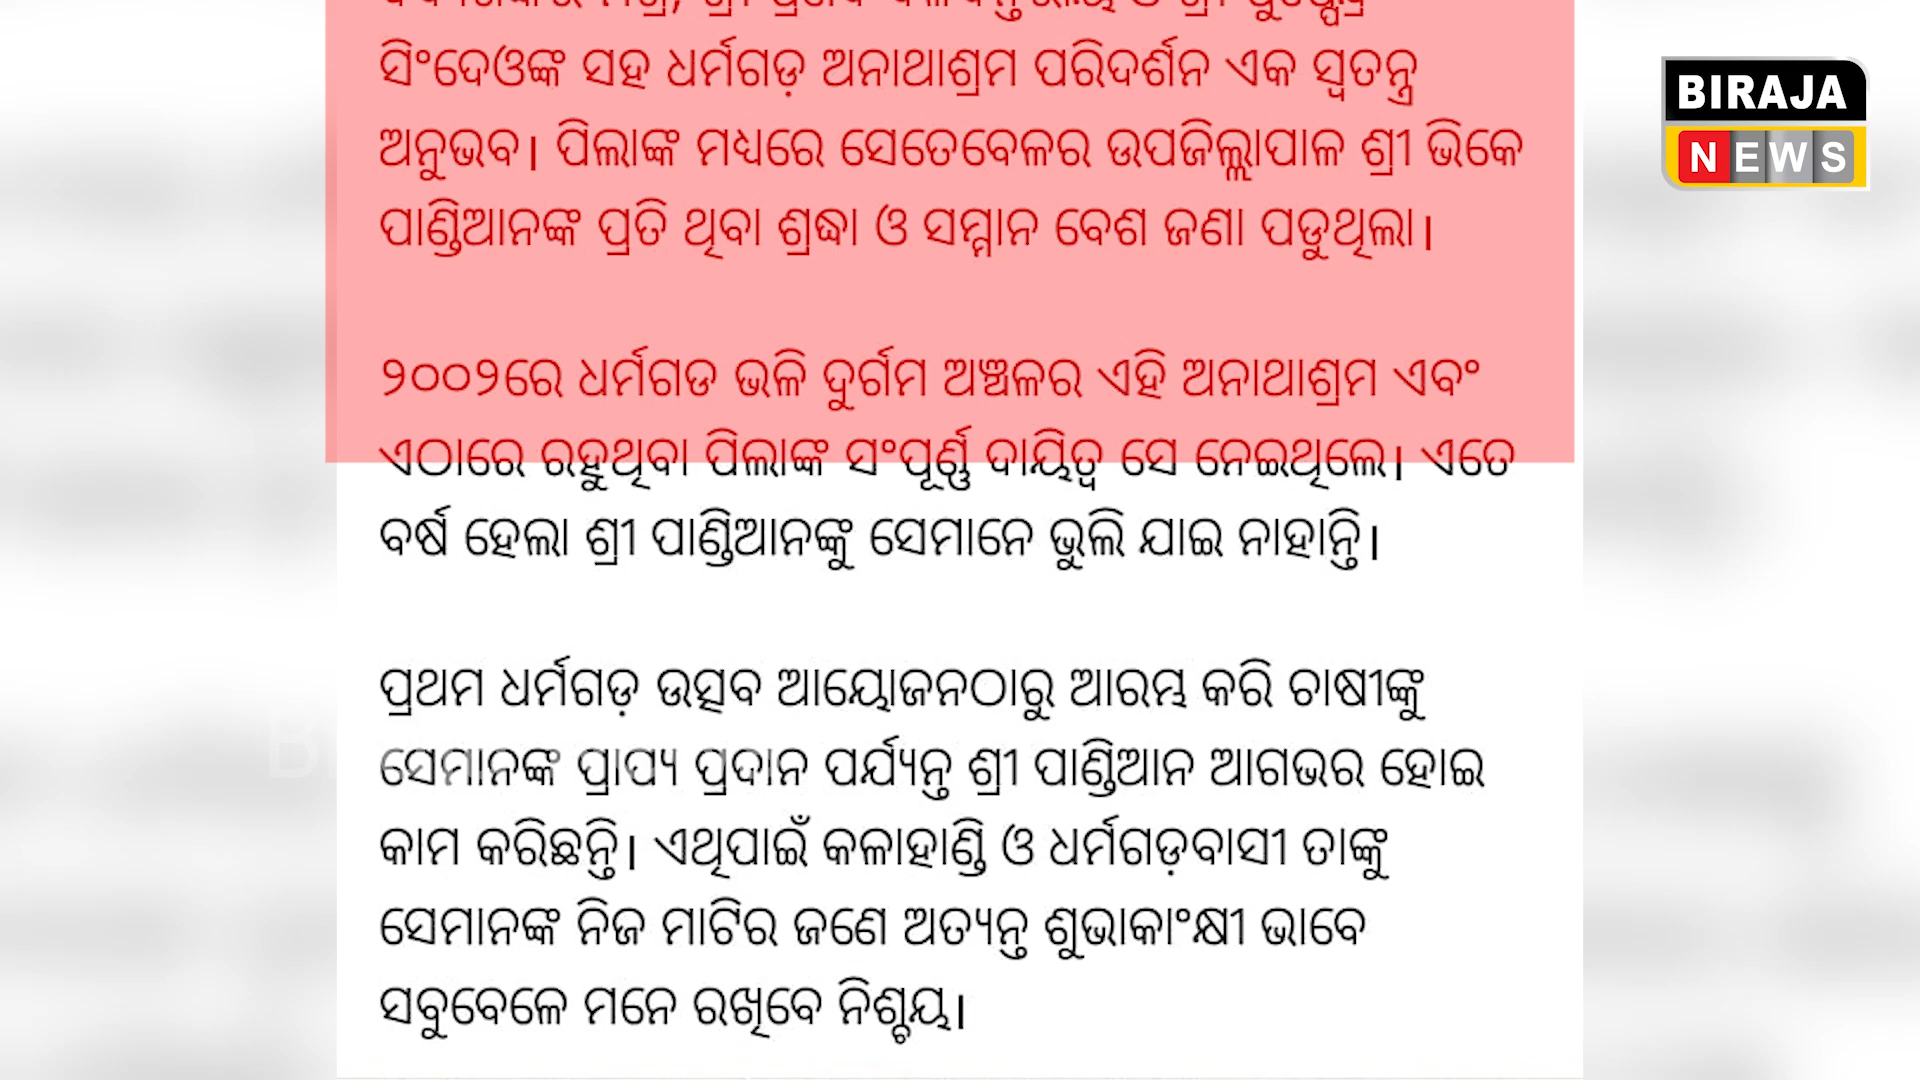 ସିଂଦେଓଙ୍କ ସହ ଧର୍ମଗଡ଼ ଅନାଥାଶ୍ରମ ପରିଦର୍ଶନ ଏକ ସ୍ୱତନ୍ତ୍ର
ଅନୁଭବ। ପିଲାଙ୍କ ମଧ୍ୟରେ ସେତେବେଳର ଉପଜିଲ୍ଲାପାଳ ଶ୍ରୀ ଭିକେ
ପାଣ୍ଡିଆନଙ୍କ ପ୍ରତି ଥିବା ଶ୍ରଦ୍ଧା ଓ ସମ୍ମାନ ବେଶ ଜଣା ପଡୁଥିଲା।
୨୦୦୨ରେ ଧର୍ମଗଡ ଭଳି ଦୁର୍ଗମ ଅଞ୍ଚଳର ଏହି ଅନାଥାଶ୍ରମ ଏବଂ
ଏଠାରେ ରହୁଥିବା ପିଲାଙ୍କ ସଂପୂର୍ଣ୍ଣ ଦାୟିତ୍ୱ ସେ ନେଇଥିଲେ। ଏତେ
ବର୍ଷ ହେଲା ଶ୍ରୀ ପାଣ୍ଡିଆନଙ୍କୁ ସେମାନେ ଭୁଲି ଯାଇ ନାହାନ୍ତି।
ପ୍ରଥମ ଧର୍ମଗଡ଼ ଉତ୍ସବ ଆୟୋଜନଠାରୁ ଆରମ୍ଭ କରି ଚାଷୀଙ୍କୁ
ସେମାନଙ୍କ ପ୍ରାପ୍ୟ ପ୍ରଦାନ ପର୍ଯ୍ୟନ୍ତ ଶ୍ରୀ ପାଣ୍ଡିଆନ ଆଗଭର ହୋଇ
କାମ କରିଛନ୍ତି। ଏଥିପାଇଁ କଳାହାଣ୍ଡି ଓ ଧର୍ମଗଡ଼ବାସୀ ତାଙ୍କୁ
ସେମାନଙ୍କ ନିଜ ମାଟିର ଜଣେ ଅତ୍ୟନ୍ତ ଶୁଭାକାଂକ୍ଷୀ ଭାବେ
ସବୁବେଳେ ମନେ ରଖିବେ ନିଶ୍ଚୟ।
BIRAJA
NEWS